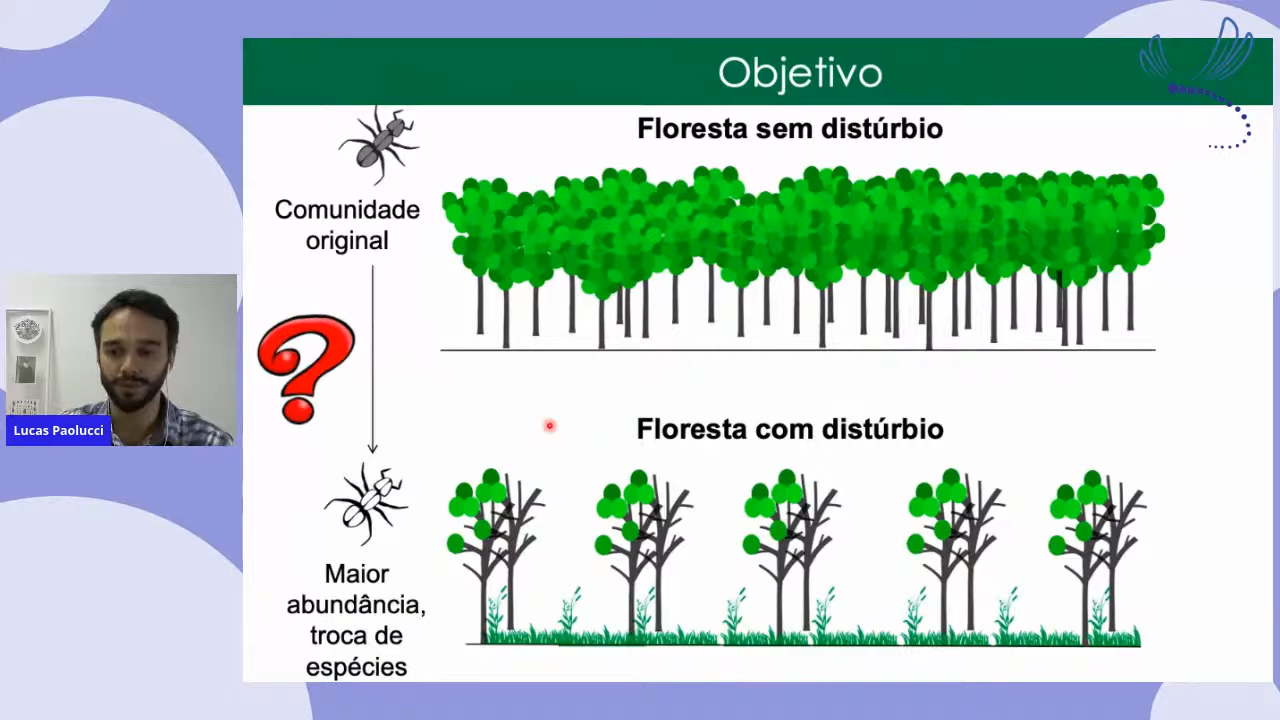 Objetivo
Floresta sem distúrbio
Comunidade
original
?
Floresta com distúrbio
Lucas Paolucci
Maior
abundância,
troca de
espécies